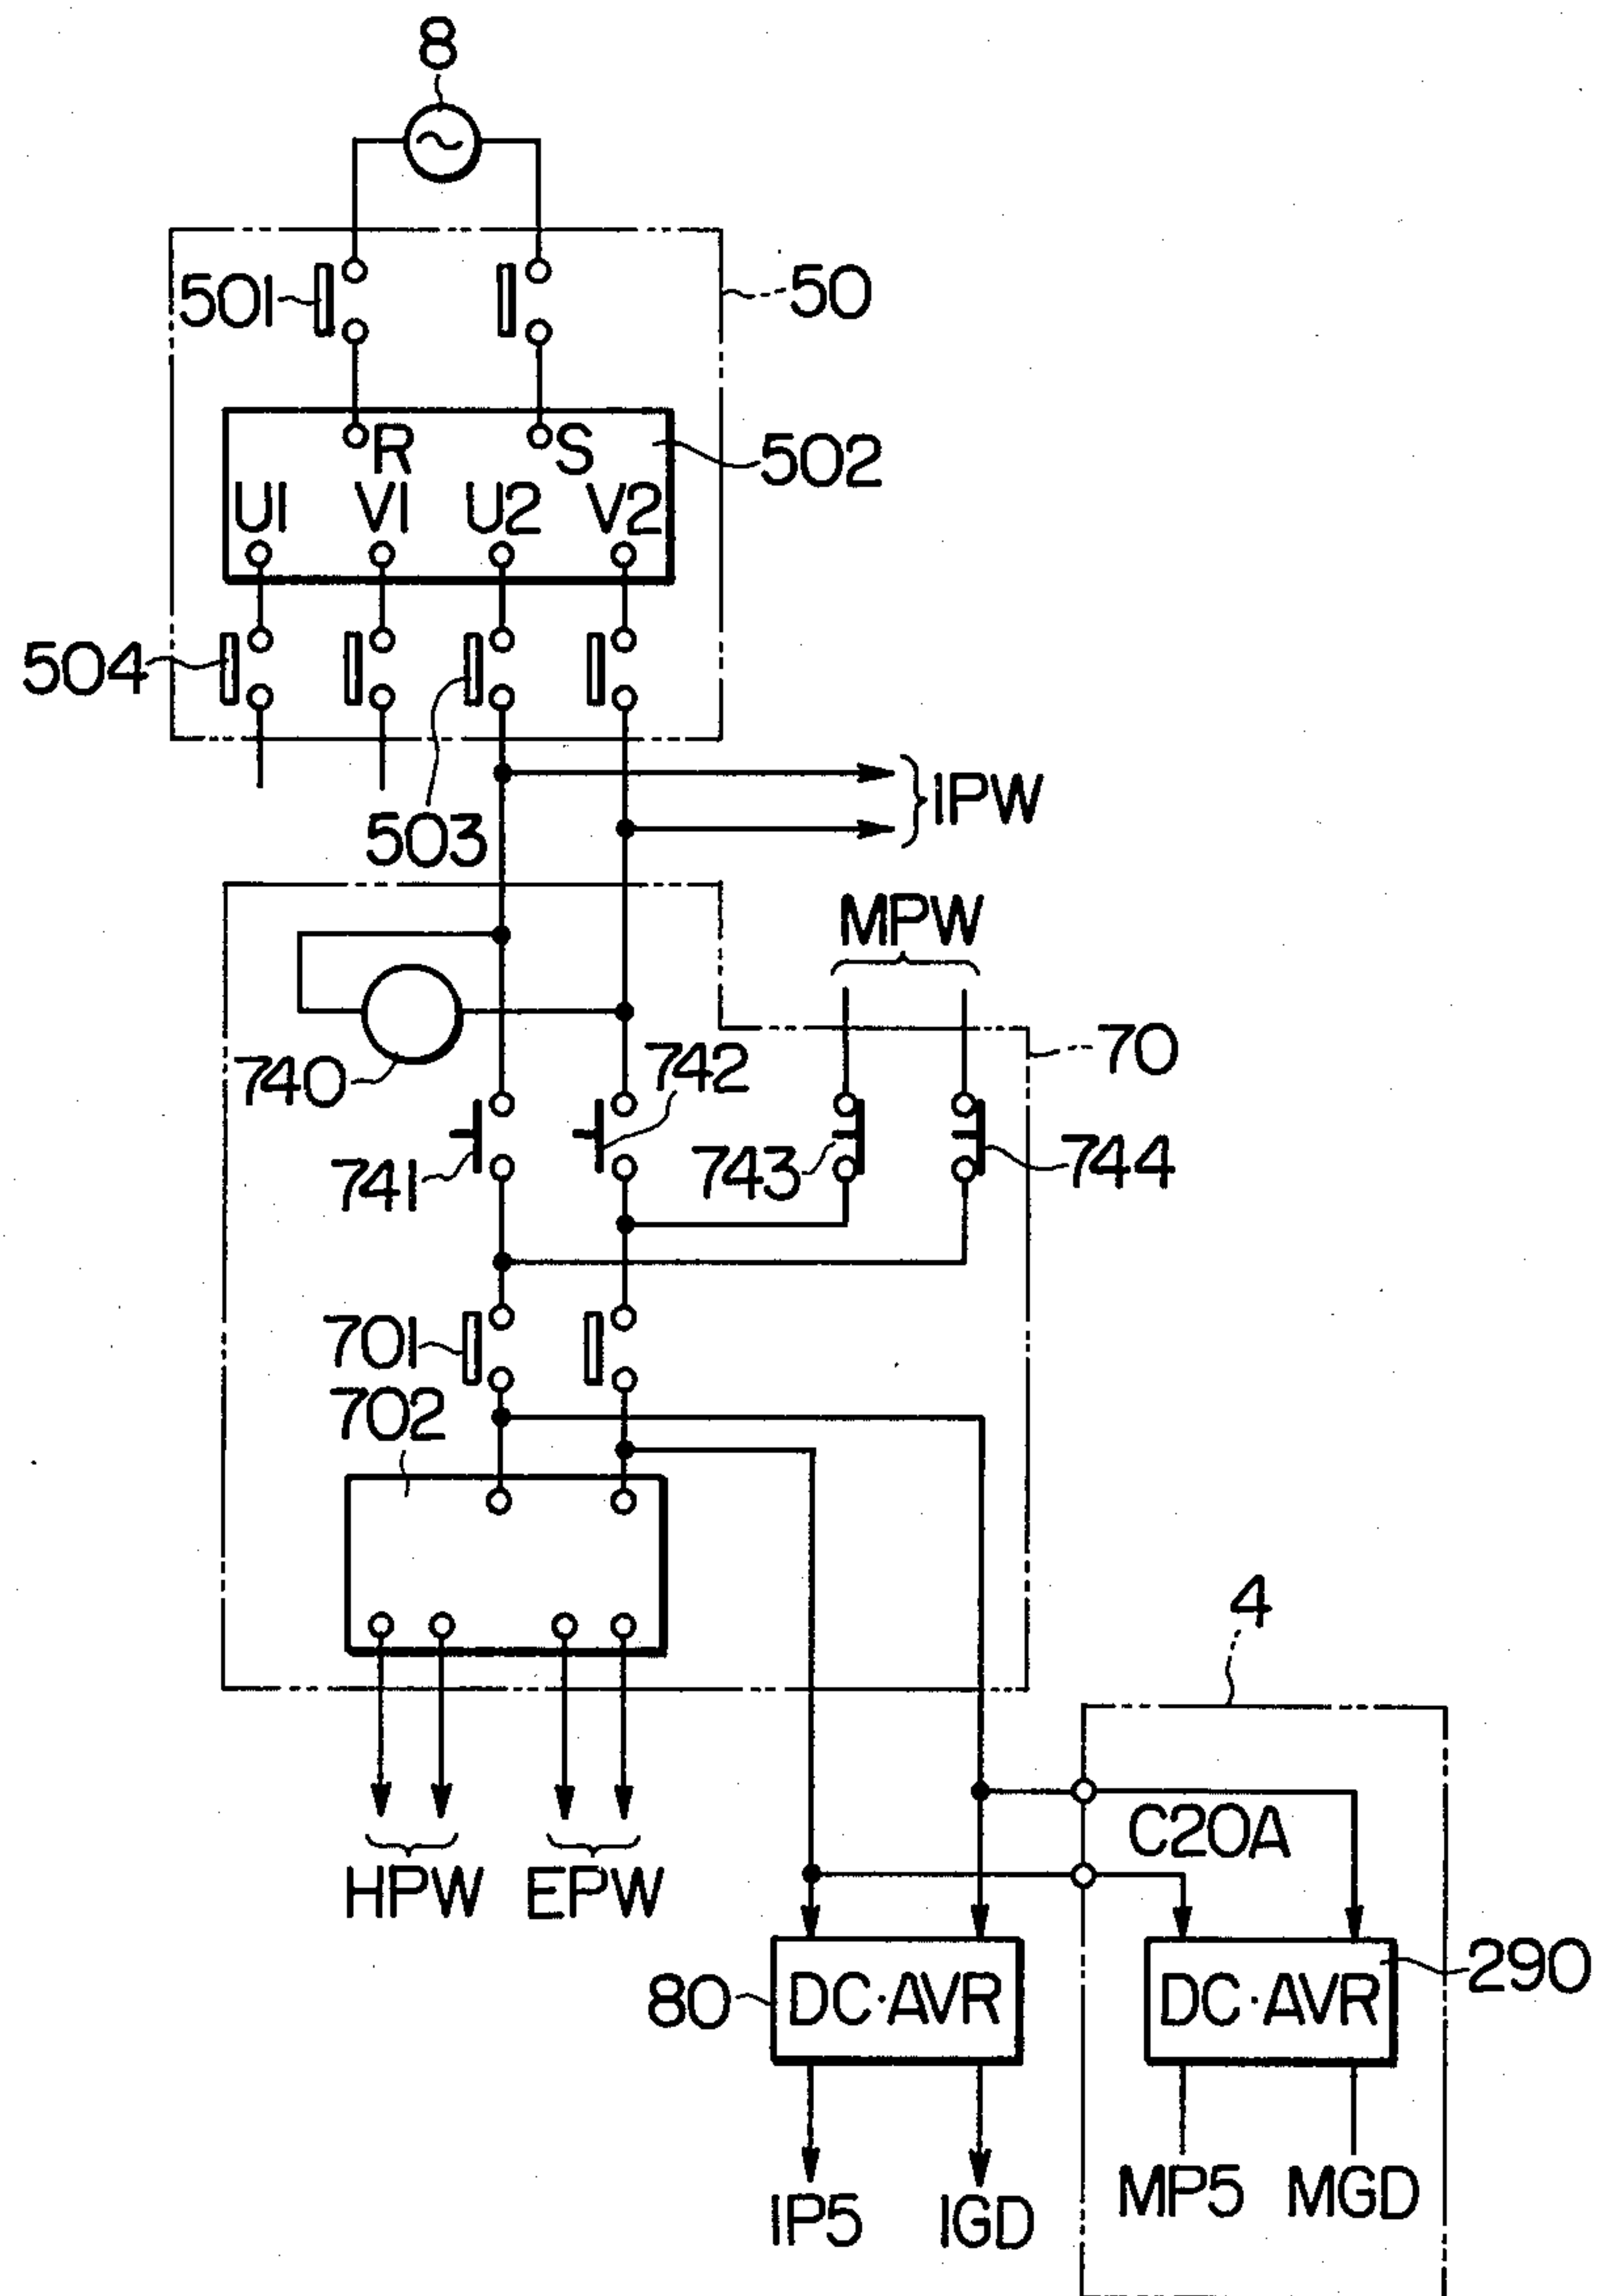 8
501
50
R S
502
U1 V1 U2 V2
504
503
IPW
MPW
740
742
70
741
743
744
701
702
4
HPW EPW
C20A
80
DC·AVR
DC·AVR
290
IP5 IGD
MP5 MGD